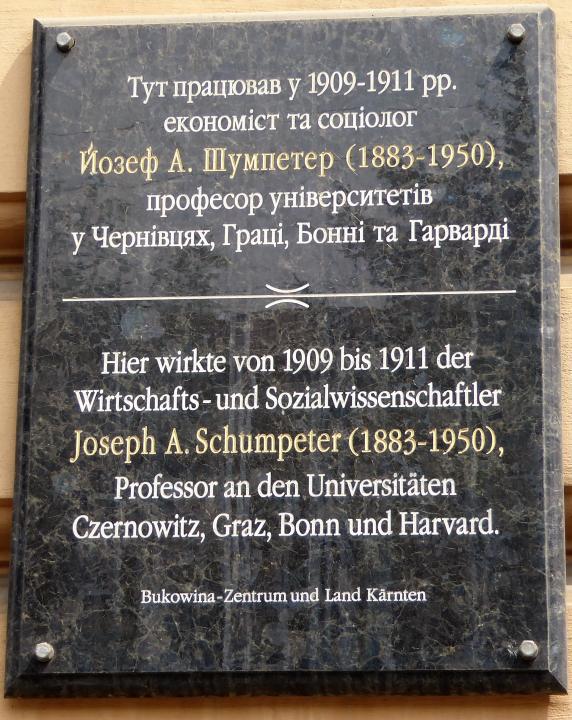 Тут працював у 1909-1911 рр.
економіст та соціолог
Йозеф А. Шумпетер (1883-1950),
професор університетів
у Чернівцях, Граці, Бонні та Гарварді
Hier wirkte von 1909 bis 1911 der
Wirtschafts- und Sozialwissenschaftler
Joseph A. Schumpeter (1883-1950),
Professor an den Universitäten
Czernowitz, Graz, Bonn und Harvard.
Bukowina-Zentrum und Land Kärnten